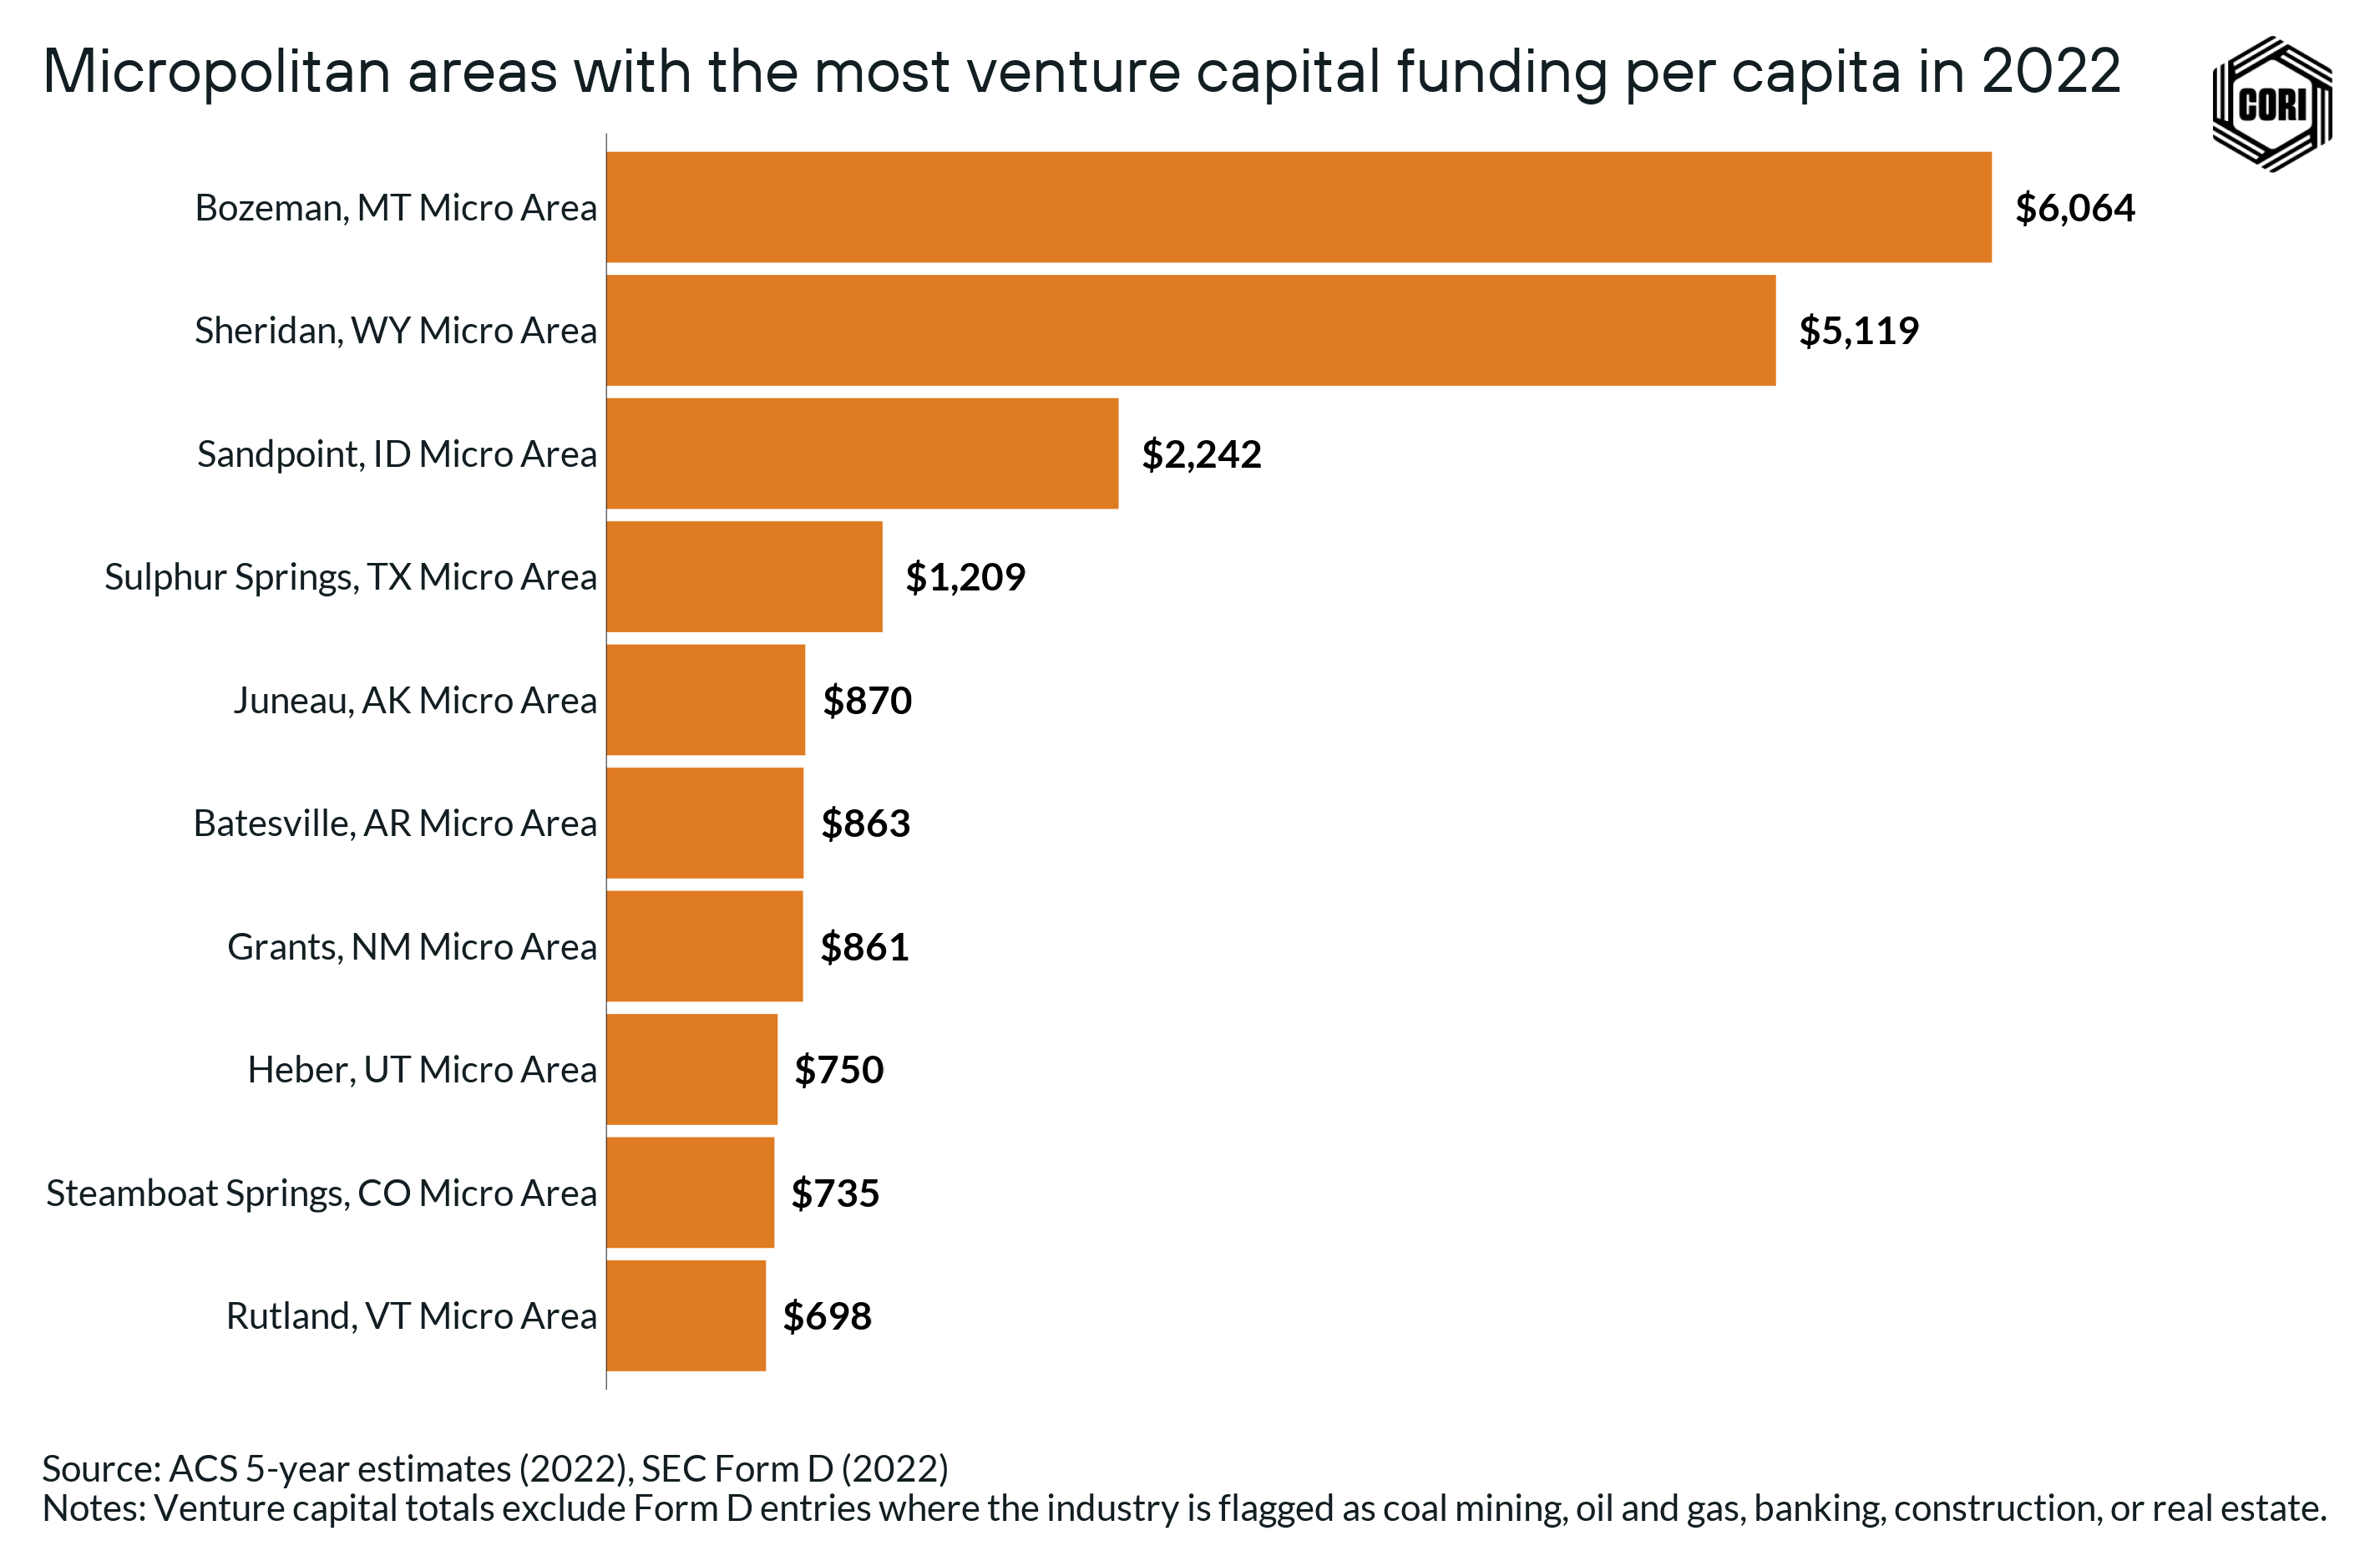 Micropolitan areas with the most venture capital funding per capita in 2022
CORI
Bozeman, MT Micro Area $6,064
Sheridan, WY Micro Area $5,119
Sandpoint, ID Micro Area $2,242
Sulphur Springs, TX Micro Area $1,209
Juneau, AK Micro Area $870
Batesville, AR Micro Area $863
Grants, NM Micro Area $861
Heber, UT Micro Area $750
Steamboat Springs, CO Micro Area $735
Rutland, VT Micro Area $698
Source: ACS 5-year estimates (2022), SEC Form D (2022)
Notes: Venture capital totals exclude Form D entries where the industry is flagged as coal mining, oil and gas, banking, construction, or real estate.